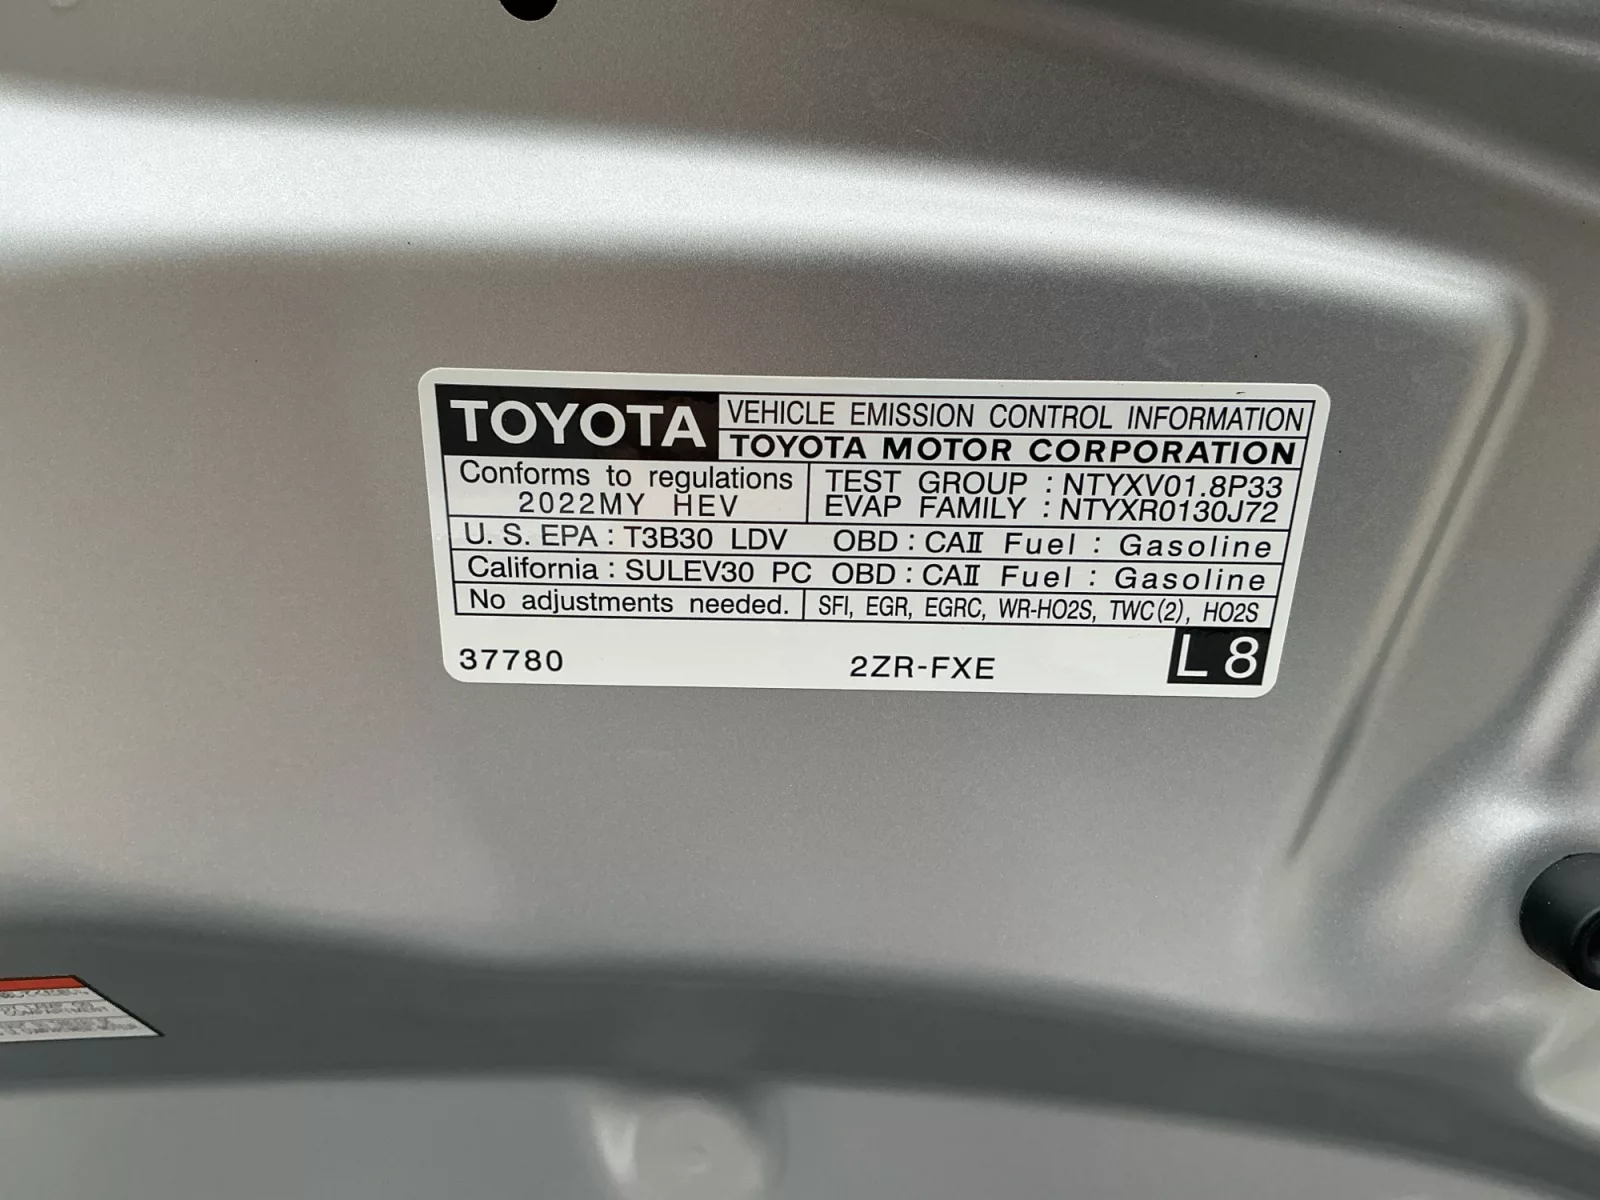 TOYOTA
VEHICLE EMISSION CONTROL INFORMATION
TOYOTA MOTOR CORPORATION
Conforms to regulations
2022MY HEV
TEST GROUP : NTYXV01.8P33
EVAP FAMILY : NTYXR0130J72
U. S. EPA : T3B30 LDV OBD : CAⅡ Fuel : Gasoline
California : SULEV30 PC OBD : CAⅡ Fuel : Gasoline
No adjustments needed.
SFI, EGR, EGRC, WR-HO2S, TWC(2), HO2S
37780
2ZR-FXE
L 8